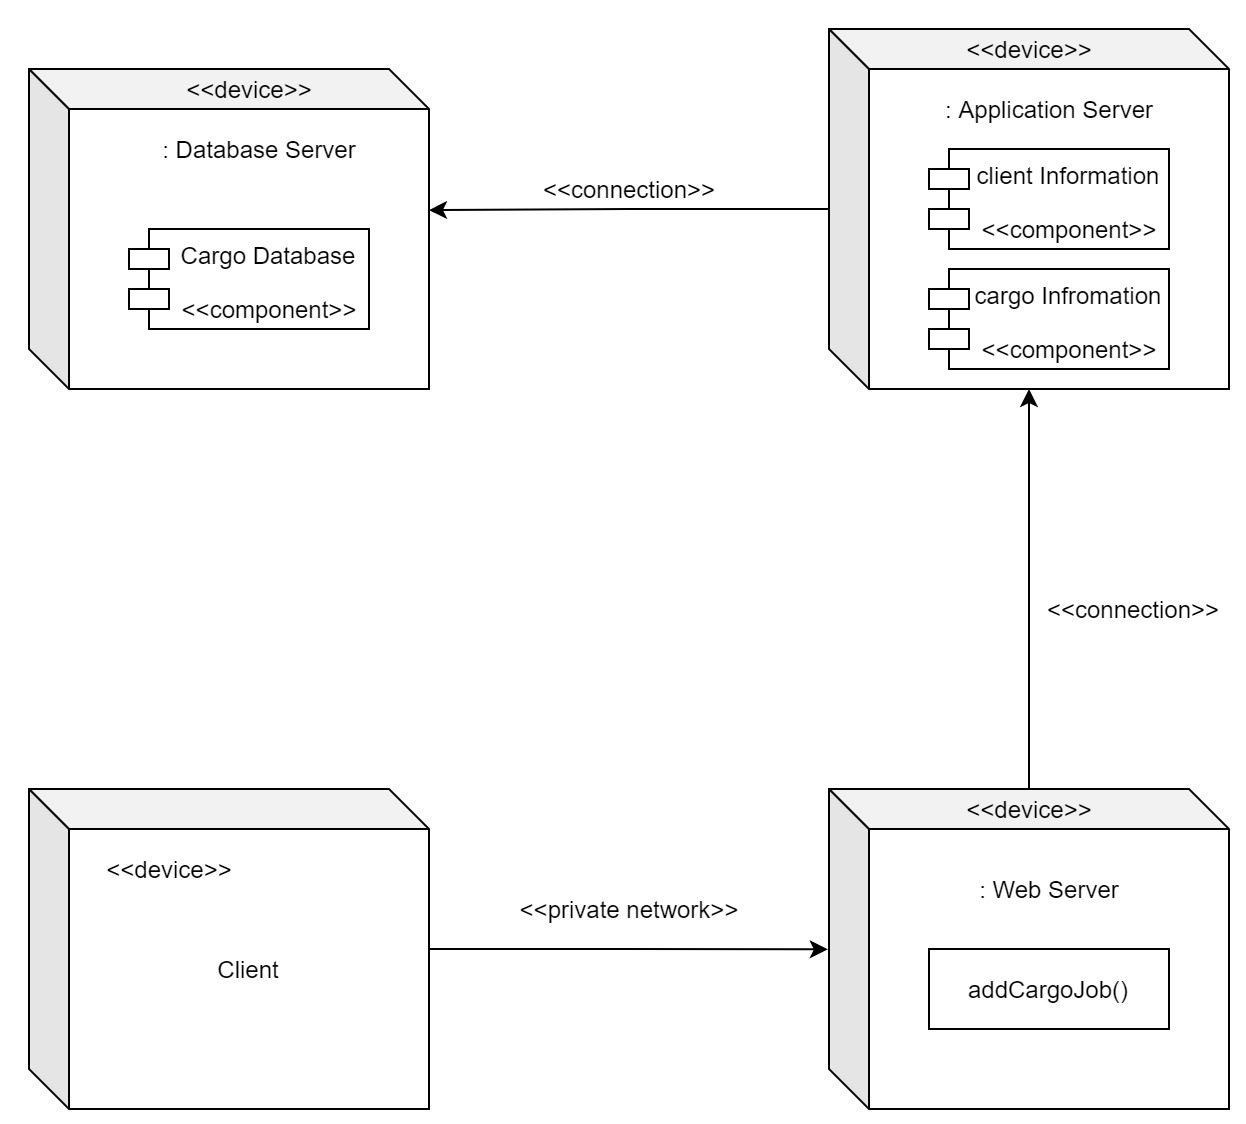 <<device>>
: Database Server
Cargo Database
<<component>>
<<connection>>
<<device>>
: Application Server
client Information
<<component>>
cargo Infromation
<<component>>
<<connection>>
<<device>>
Client
<<private network>>
<<device>>
: Web Server
addCargoJob()